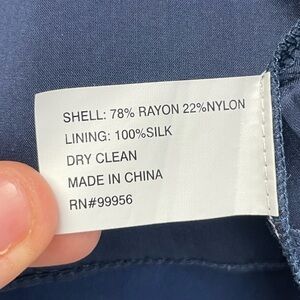 SHELL: 78% RAYON 22%NYLON
LINING: 100%SILK
DRY CLEAN
MADE IN CHINA
RN#99956